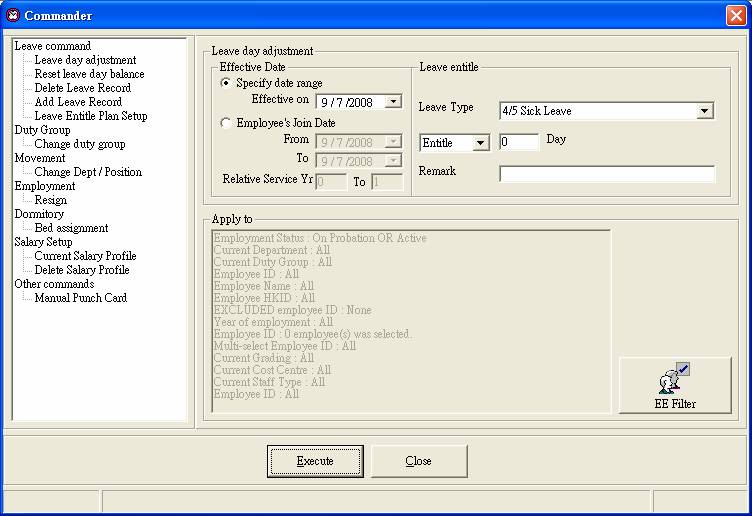 Commander
Leave command
Leave day adjustment
Reset leave day balance
Delete Leave Record
Add Leave Record
Leave Entitle Plan Setup
Duty Group
Change duty group
Movement
Change Dept / Position
Employment
Resign
Dormitory
Bed assignment
Salary Setup
Current Salary Profile
Delete Salary Profile
Other commands
Manual Punch Card
Leave day adjustment
Effective Date
Specify date range
Effective on 9 / 7 /2008
Employee's Join Date
From 9 / 7 /2008
To 9 / 7 /2008
Relative Service Yr 0 To 1
Leave entitle
Leave Type 4/5 Sick Leave
Entitle 0 Day
Remark
Apply to
Employment Status : On Probation OR Active
Current Department : All
Current Duty Group : All
Employee ID : All
Employee Name : All
Employee HKID : All
EXCLUDED employee ID : None
Year of employment : All
Employee ID : 0 employee(s) was selected.
Multi-select Employee ID : All
Current Grading : All
Current Cost Centre : All
Current Staff Type : All
Employee ID : All
EE Filter
Execute Close